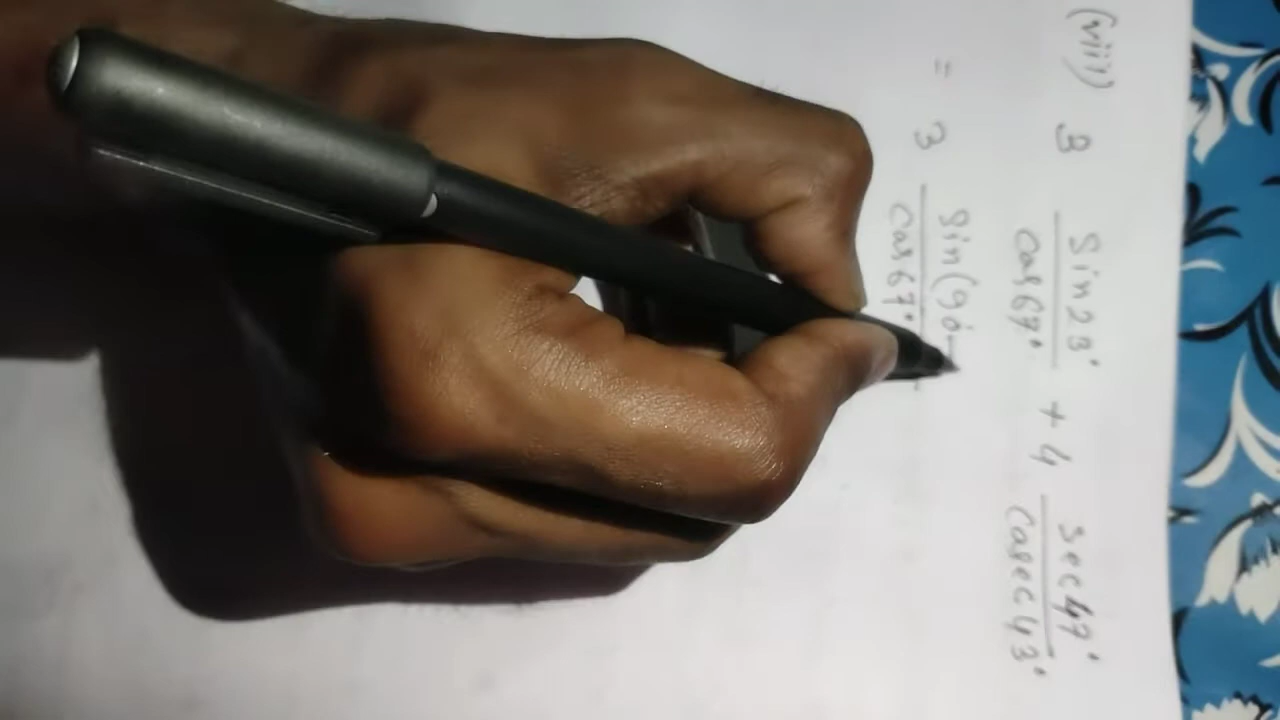 (viii) 3 Sin23° / cos67° + 4 sec47° / cosec43°
= 3 Sin(90°- / cos67°